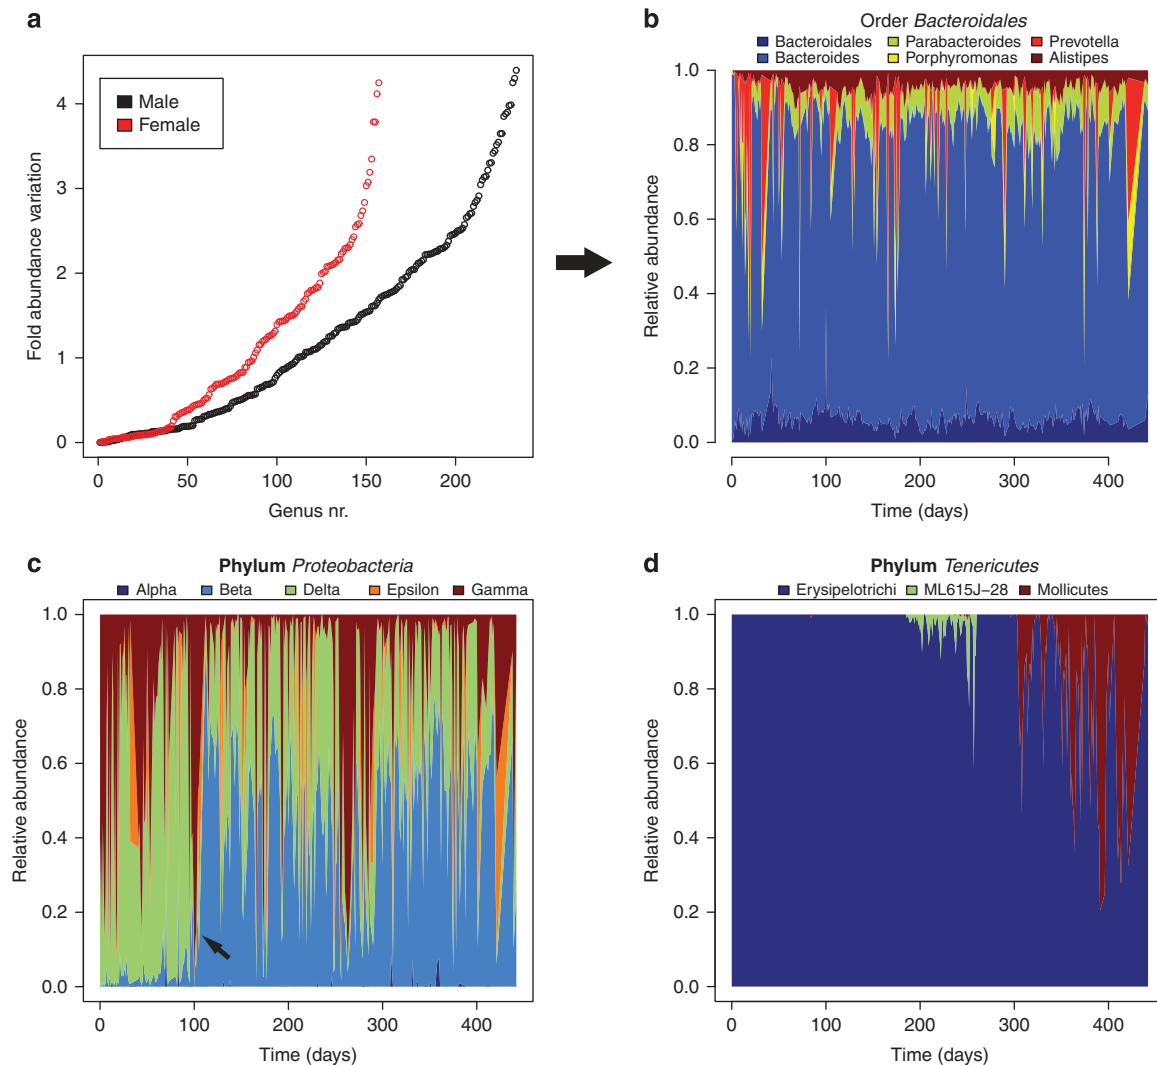 a
Male
Female
Fold abundance variation
4
3
2
1
0
0 50 100 150 200
Genus nr.
b
Order Bacteroidales
Bacteroidales Parabacteroides Prevotella
Bacteroides Porphyromonas Alistipes
Relative abundance
1.0
0.8
0.6
0.4
0.2
0.0
0 100 200 300 400
Time (days)
c
Phylum Proteobacteria
Alpha Beta Delta Epsilon Gamma
Relative abundance
1.0
0.8
0.6
0.4
0.2
0.0
0 100 200 300 400
Time (days)
d
Phylum Tenericutes
Erysipelotrichi ML615J–28 Mollicutes
Relative abundance
1.0
0.8
0.6
0.4
0.2
0.0
0 100 200 300 400
Time (days)